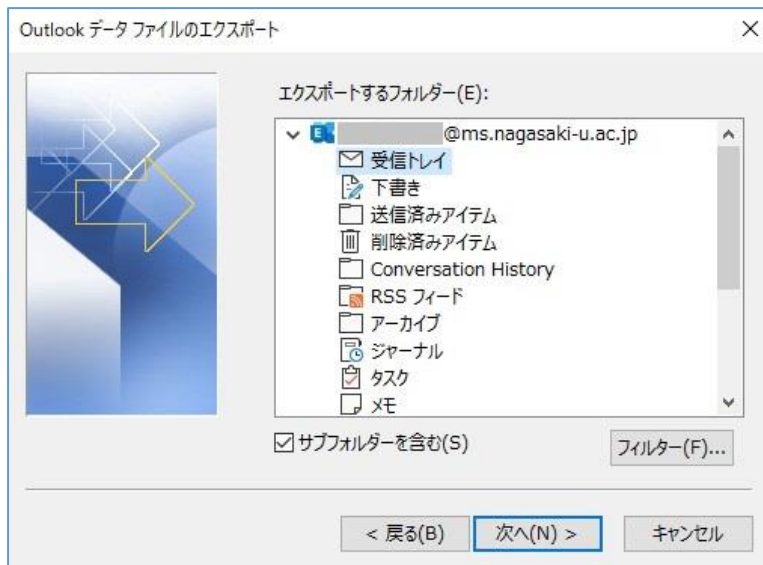 Outlook データ ファイルのエクスポート
エクスポートするフォルダー(E):
@ms.nagasaki-u.ac.jp
受信トレイ
下書き
送信済みアイテム
削除済みアイテム
Conversation History
RSS フィード
アーカイブ
ジャーナル
タスク
メモ
サブフォルダーを含む(S)
フィルター(F)...
< 戻る(B) 次へ(N) > キャンセル